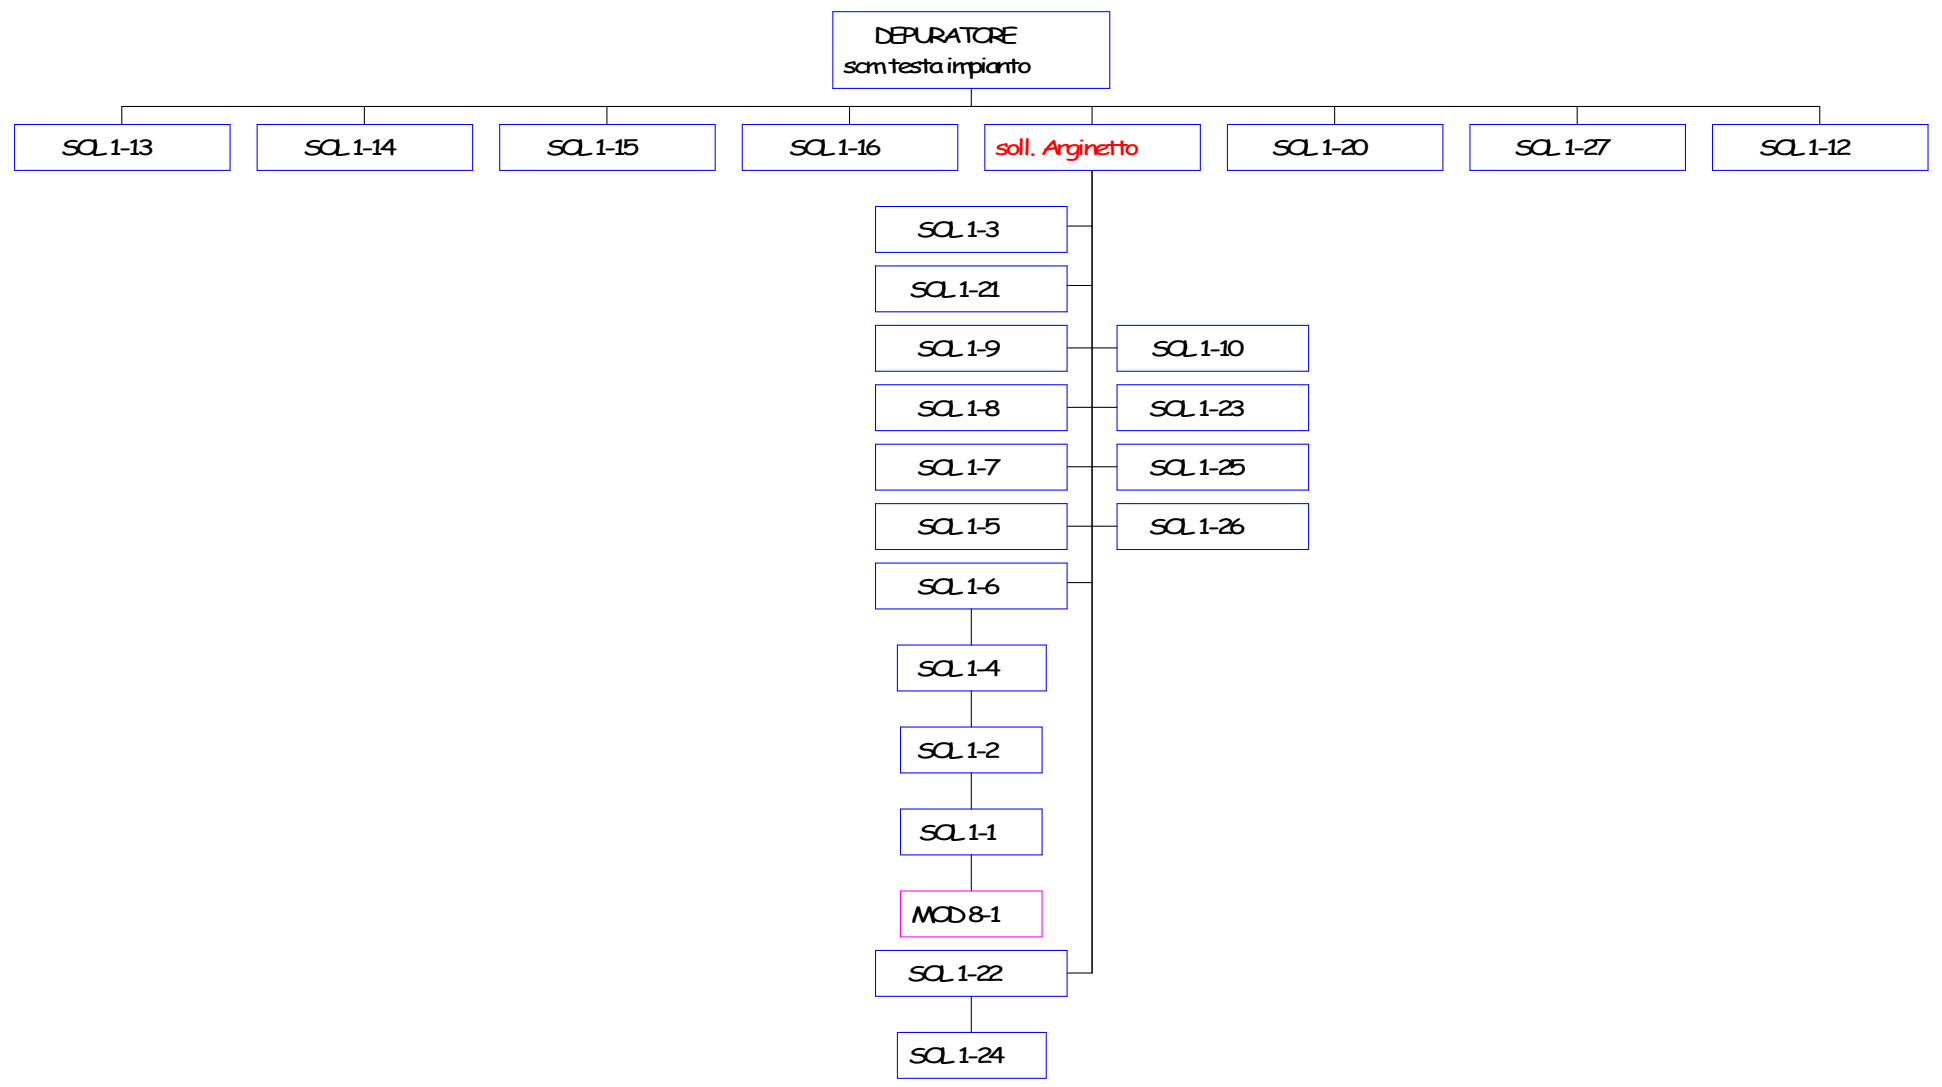 DEPURATORE
scm testa impianto
SOL 1-13
SOL 1-14
SOL 1-15
SOL 1-16
soll. Arginetto
SOL 1-20
SOL 1-27
SOL 1-12
SOL 1-3
SOL 1-21
SOL 1-9
SOL 1-10
SOL 1-8
SOL 1-23
SOL 1-7
SOL 1-25
SOL 1-5
SOL 1-26
SOL 1-6
SOL 1-4
SOL 1-2
SOL 1-1
MOD 8-1
SOL 1-22
SOL 1-24